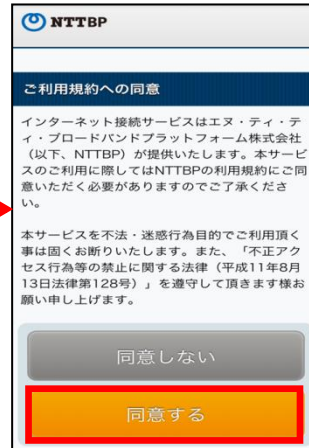 NTTBP
ご利用規約への同意
インターネット接続サービスはエヌ・ティ・テ
ィ・ブロードバンドプラットフォーム株式会社
（以下、NTTBP）が提供いたします。本サービ
スのご利用に際してはNTTBPの利用規約にご同
意いただく必要がありますのでご了承くださ
い。
本サービスを不法・迷惑行為目的でご利用頂く
事は固くお断りいたします。また、「不正アク
セス行為等の禁止に関する法律（平成11年8月
13日法律第128号）」を遵守して頂きます様お
願い申し上げます。
同意しない
同意する